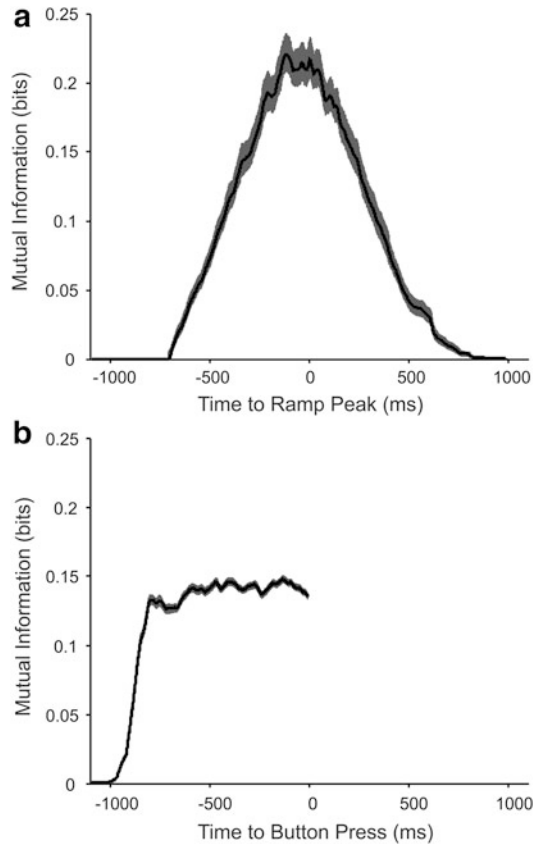 a
0.25
0.2
0.15
0.1
0.05
0
Mutual Information (bits)
-1000 -500 0 500 1000
Time to Ramp Peak (ms)
b
0.25
0.2
0.15
0.1
0.05
0
Mutual Information (bits)
-1000 -500 0 500 1000
Time to Button Press (ms)